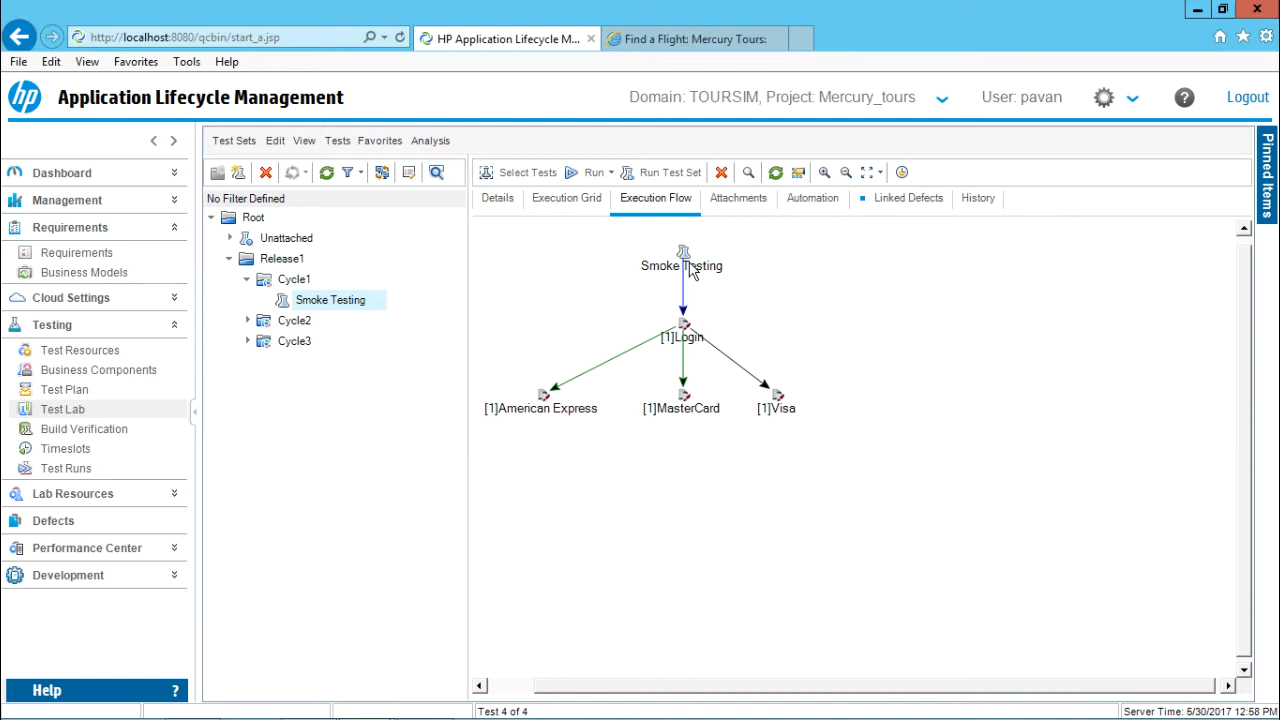 http://localhost:8080/qcbin/start_a.jsp
HP Application Lifecycle M...
Find a Flight: Mercury Tours:
File Edit View Favorites Tools Help
hp Application Lifecycle Management
Domain: TOURSIM, Project: Mercury_tours
User: pavan
Logout
Dashboard
Management
Requirements
Requirements
Business Models
Cloud Settings
Testing
Test Resources
Business Components
Test Plan
Test Lab
Build Verification
Timeslots
Test Runs
Lab Resources
Defects
Performance Center
Development
Help ?
Test Sets Edit View Tests Favorites Analysis
No Filter Defined
Root
Unattached
Release1
Cycle1
Smoke Testing
Cycle2
Cycle3
Select Tests Run Run Test Set
Details Execution Grid Execution Flow Attachments Automation Linked Defects History
Smoke Testing
[1]Login
[1]American Express [1]MasterCard [1]Visa
Pinned Items
Test 4 of 4
Server Time: 5/30/2017 12:58 PM